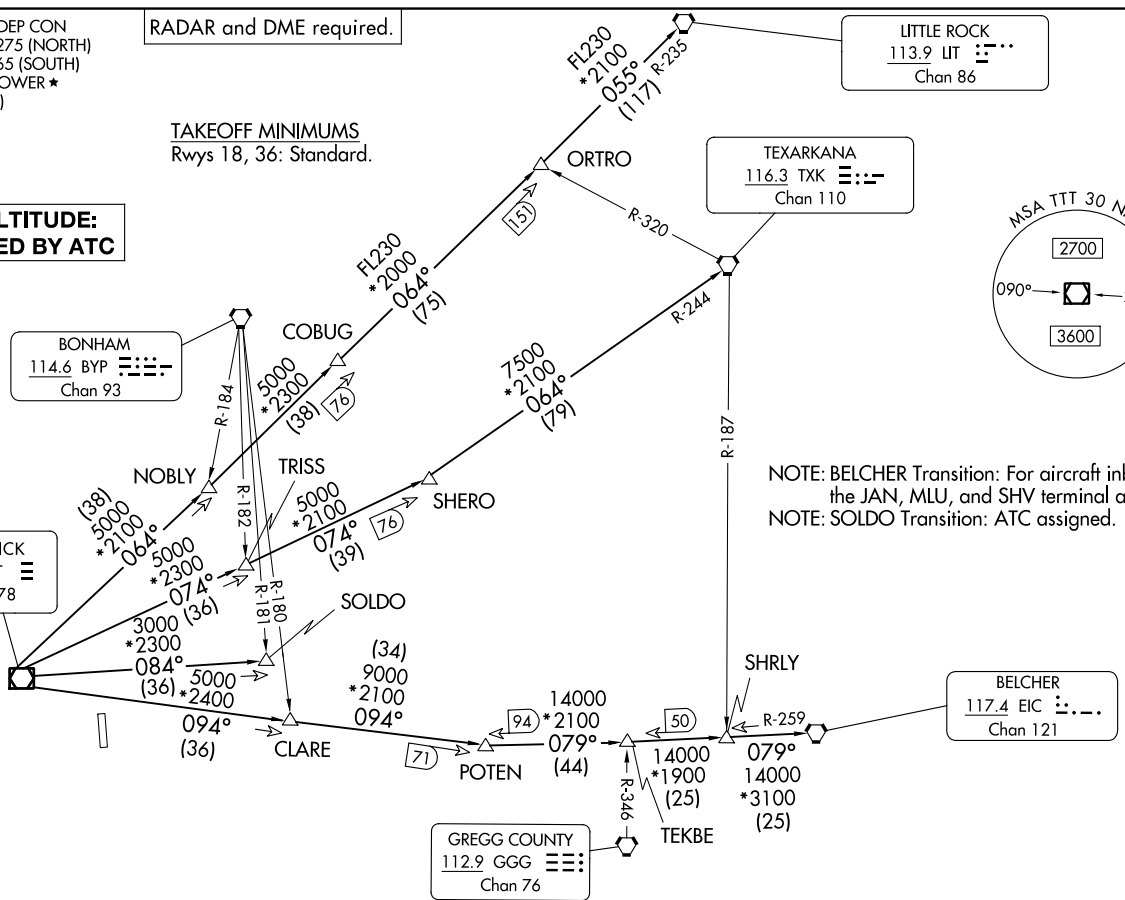 DEP CON
275 (NORTH)
65 (SOUTH)
OWER ★
)
RADAR and DME required.
TAKEOFF MINIMUMS
Rwys 18, 36: Standard.
LTITUDE:
ED BY ATC
LITTLE ROCK
113.9 LIT
Chan 86
TEXARKANA
116.3 TXK
Chan 110
MSA TTT 30 N
2700
090°
3600
BONHAM
114.6 BYP
Chan 93
FL230
*2100
055°
(117)
R-235
ORTRO
151
R-320
FL230
*2000
064°
(75)
COBUG
76
5000
*2300
(38)
R-184
NOBLY
R-244
7500
*2100
064°
(79)
R-187
TRISS
SHERO
R-182
5000
*2100
074°
(39)
76
NOTE: BELCHER Transition: For aircraft in
the JAN, MLU, and SHV terminal a
NOTE: SOLDO Transition: ATC assigned.
(38)
5000
*2100
064°
ICK
78
5000
*2300
074°
(36)
R-181
R-180
SOLDO
3000
*2300
084°
(36)
5000
*2400
094°
(36)
CLARE
(34)
9000
*2100
094°
71
POTEN
94
14000
*2100
079°
(44)
50
SHRLY
R-259
14000
*1900
(25)
079°
14000
*3100
(25)
TEKBE
R-346
BELCHER
117.4 EIC
Chan 121
GREGG COUNTY
112.9 GGG
Chan 76